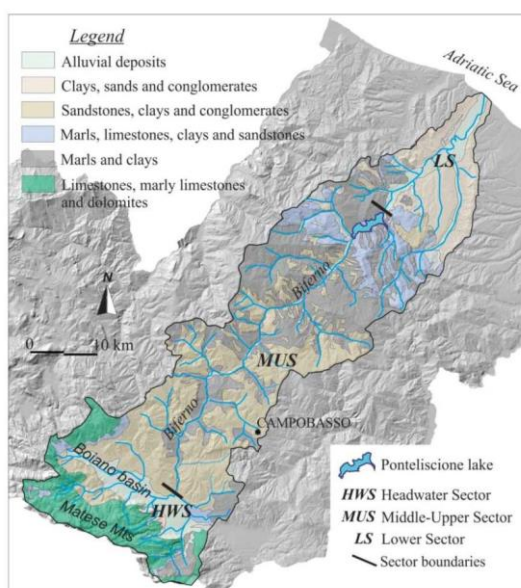 Legend
Alluvial deposits
Clays, sands and conglomerates
Sandstones, clays and conglomerates
Marls, limestones, clays and sandstones
Marls and clays
Limestones, marly limestones
and dolomites
Adriatic Sea
LS
N
0 10 km
Biferno
MUS
Biferno
CAMPOBASSO
Boiano basin
HWS
Matese Mts
Ponteliscione lake
HWS Headwater Sector
MUS Middle-Upper Sector
LS Lower Sector
Sector boundaries